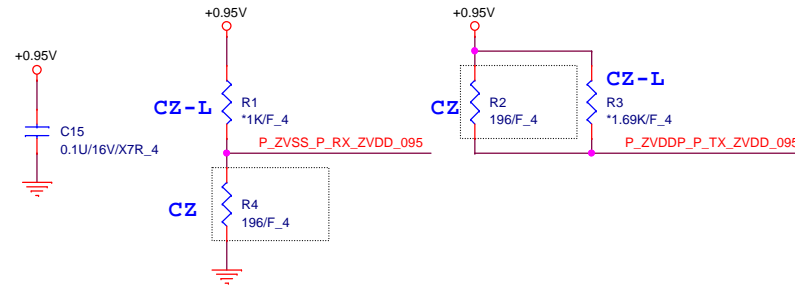 +0.95V
C15
0.1U/16V/X7R_4
+0.95V
CZ-L
R1
*1K/F_4
P_ZVSS_P_RX_ZVDD_095
CZ
R4
196/F_4
+0.95V
CZ
R2
196/F_4
CZ-L
R3
*1.69K/F_4
P_ZVDDP_P_TX_ZVDD_095